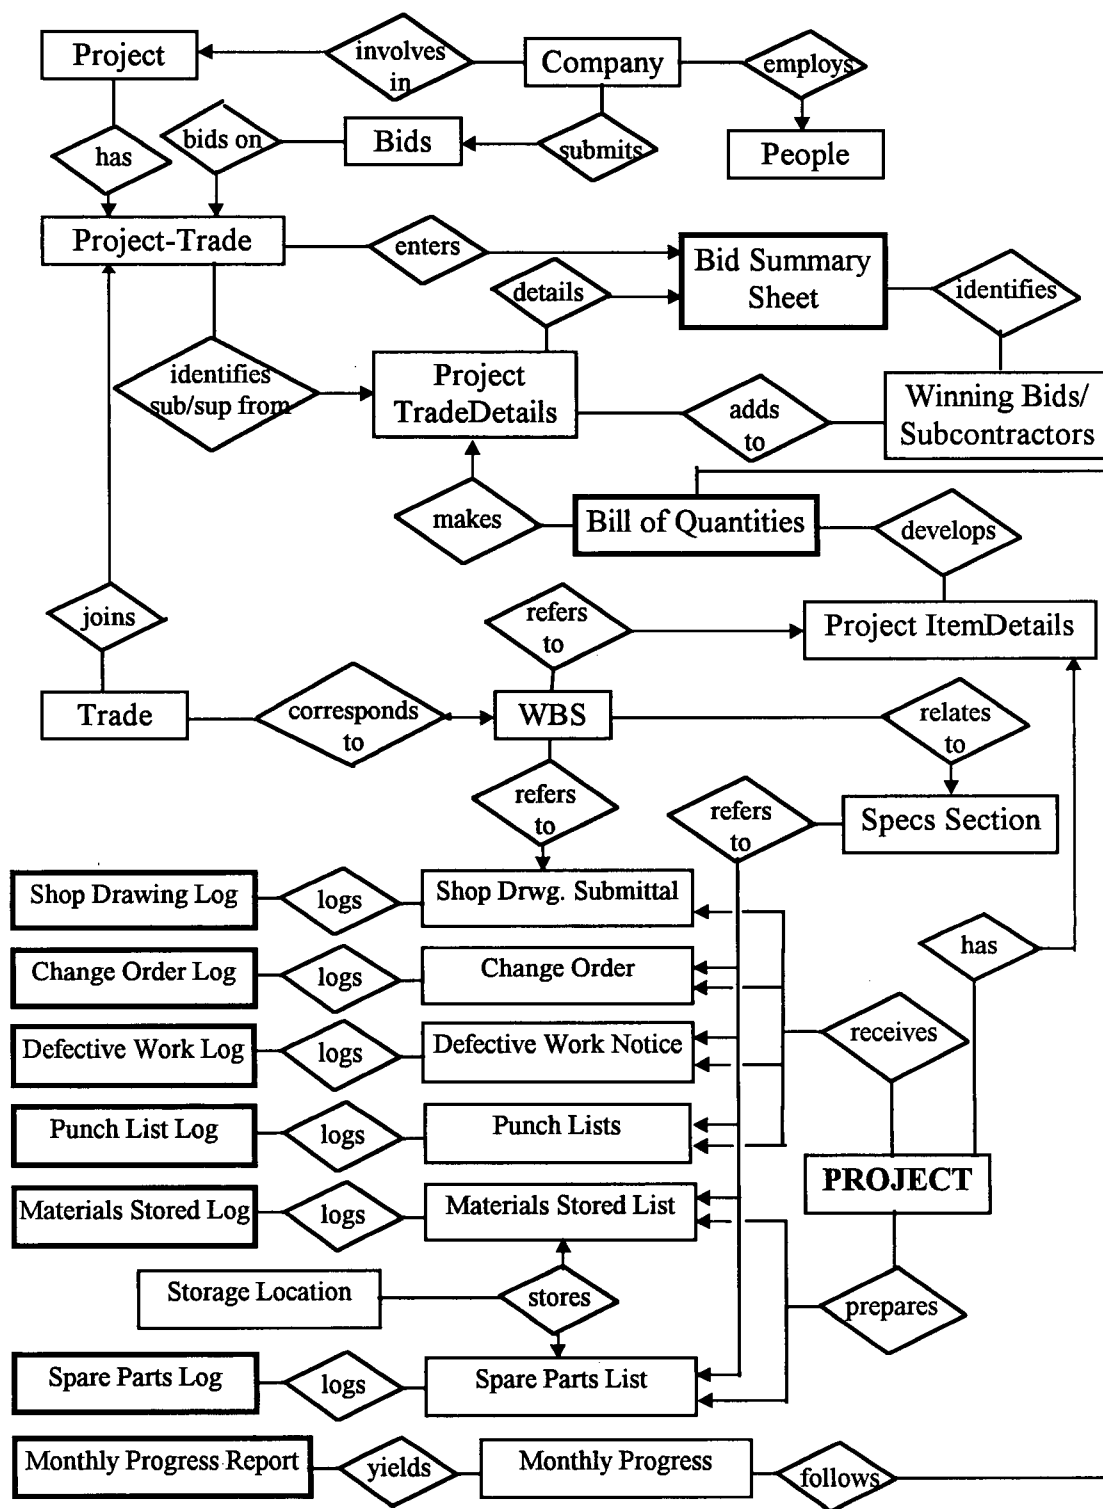 Project
involves
in
Company
employs
has
bids on
Bids
submits
People
Project-Trade
enters
Bid Summary
Sheet
details
identifies
identifies
sub/sup from
Project
TradeDetails
adds
to
Winning Bids/
Subcontractors
makes
Bill of Quantities
develops
joins
refers
to
Project ItemDetails
Trade
corresponds
to
WBS
relates
to
refers
to
refers
to
Specs Section
Shop Drawing Log
logs
Shop Drwg. Submittal
has
Change Order Log
logs
Change Order
receives
Defective Work Log
logs
Defective Work Notice
Punch List Log
logs
Punch Lists
PROJECT
Materials Stored Log
logs
Materials Stored List
Storage Location
stores
prepares
Spare Parts Log
logs
Spare Parts List
Monthly Progress Report
yields
Monthly Progress
follows